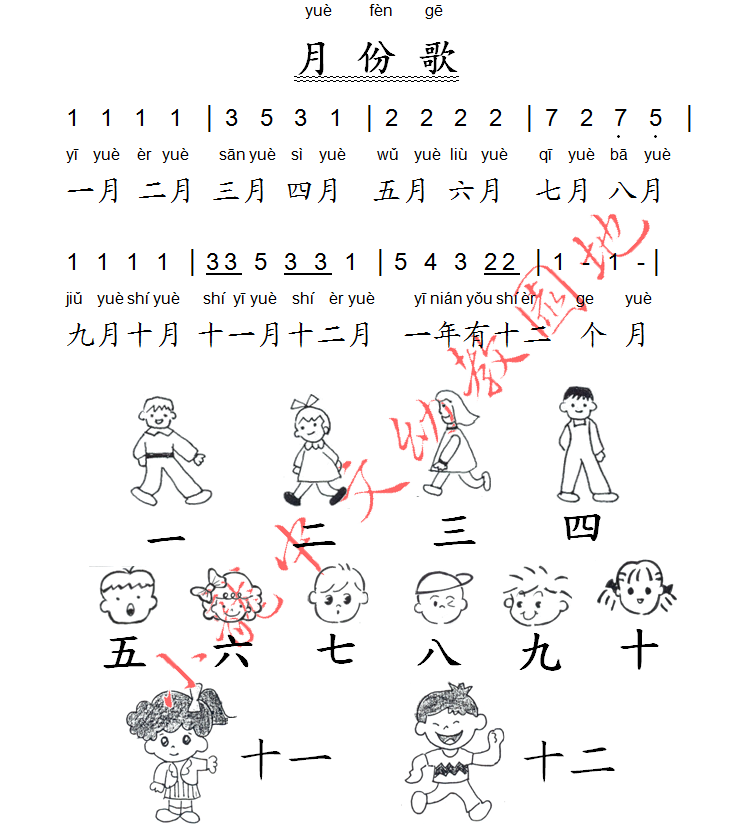 yuè fèn gē
月份歌
1 1 1 1 | 3 5 3 1 | 2 2 2 2 | 7 2 7̣ 5̣ |
yī yuè èr yuè sān yuè sì yuè wǔ yuè liù yuè qī yuè bā yuè
一月 二月 三月 四月 五月 六月 七月 八月
1 1 1 1 | 3 3 5 3 3 1 | 5 4 3 2 2 | 1 - 1 - |
jiǔ yuè shí yuè shí yī yuè shí èr yuè yī nián yǒu shí èr ge yuè
九月十月 十一月十二月 一年有十二 个 月
一 二 三 四
五 六 七 八 九 十
十一 十二